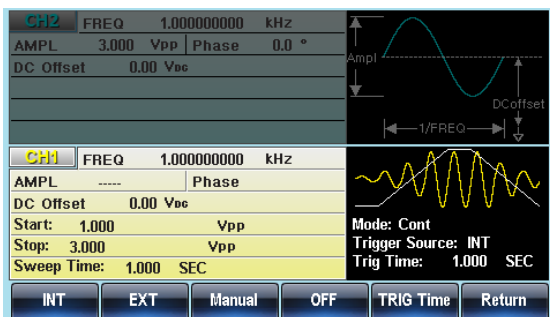 CH2 FREQ 1.000000000 kHz
AMPL 3.000 Vpp Phase 0.0 °
DC Offset 0.00 VDC
Ampl
DCoffset
1/FREQ
CH1 FREQ 1.000000000 kHz
AMPL ----- Phase
DC Offset 0.00 VDC
Start: 1.000 Vpp
Stop: 3.000 Vpp
Sweep Time: 1.000 SEC
Mode: Cont
Trigger Source: INT
Trig Time: 1.000 SEC
INT EXT Manual OFF TRIG Time Return